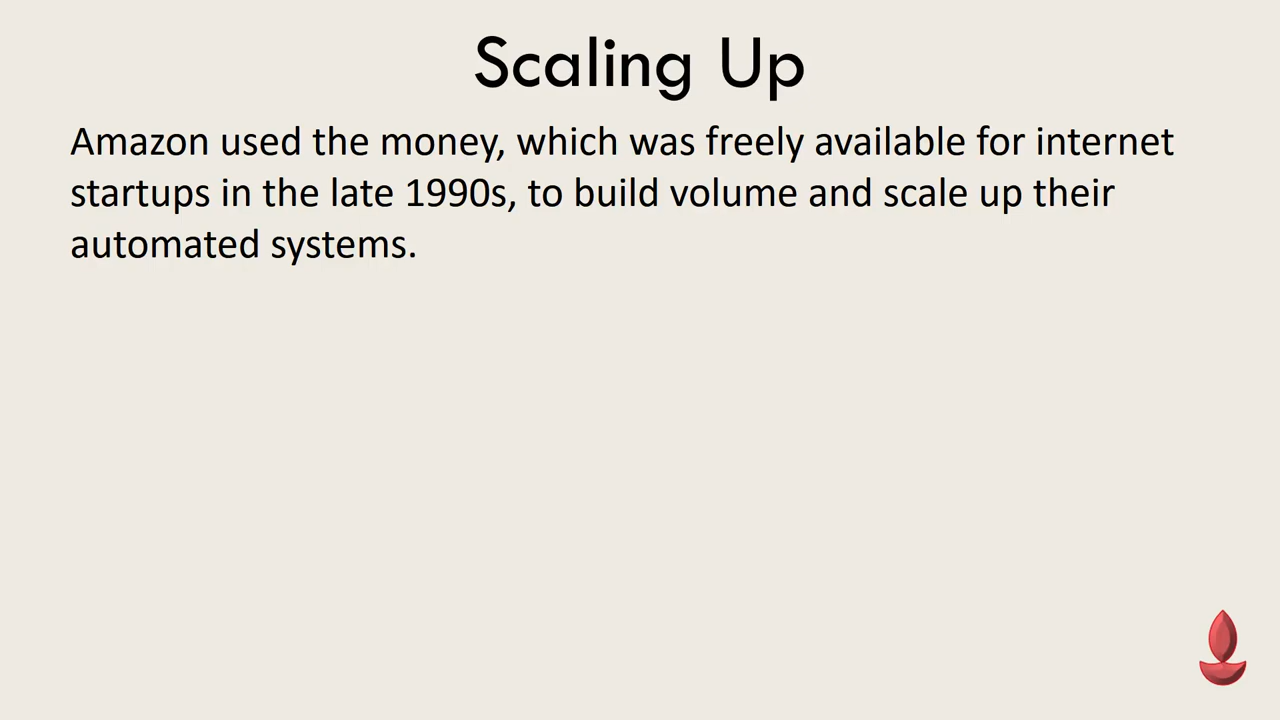 Scaling Up
Amazon used the money, which was freely available for internet
startups in the late 1990s, to build volume and scale up their
automated systems.